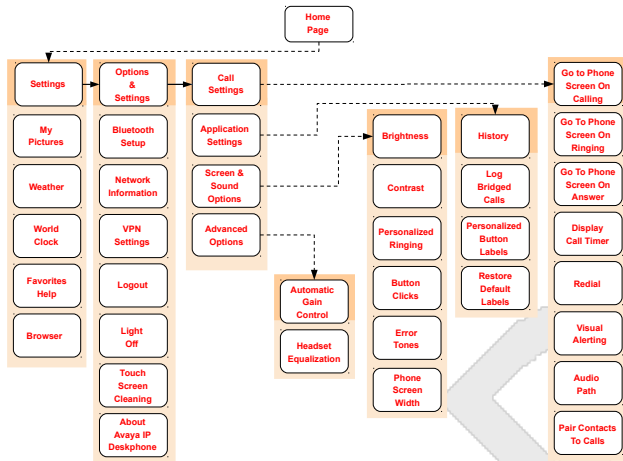 Home
Page
Settings
My
Pictures
Weather
World
Clock
Favorites
Help
Browser
Options
&
Settings
Bluetooth
Setup
Network
Information
VPN
Settings
Logout
Light
Off
Touch
Screen
Cleaning
About
Avaya IP
Deskphone
Call
Settings
Application
Settings
Screen &
Sound
Options
Advanced
Options
Automatic
Gain
Control
Headset
Equalization
Brightness
Contrast
Personalized
Ringing
Button
Clicks
Error
Tones
Phone
Screen
Width
History
Log
Bridged
Calls
Personalized
Button
Labels
Restore
Default
Labels
Go to Phone
Screen On
Calling
Go To Phone
Screen On
Ringing
Go To Phone
Screen On
Answer
Display
Call Timer
Redial
Visual
Alerting
Audio
Path
Pair Contacts
To Calls